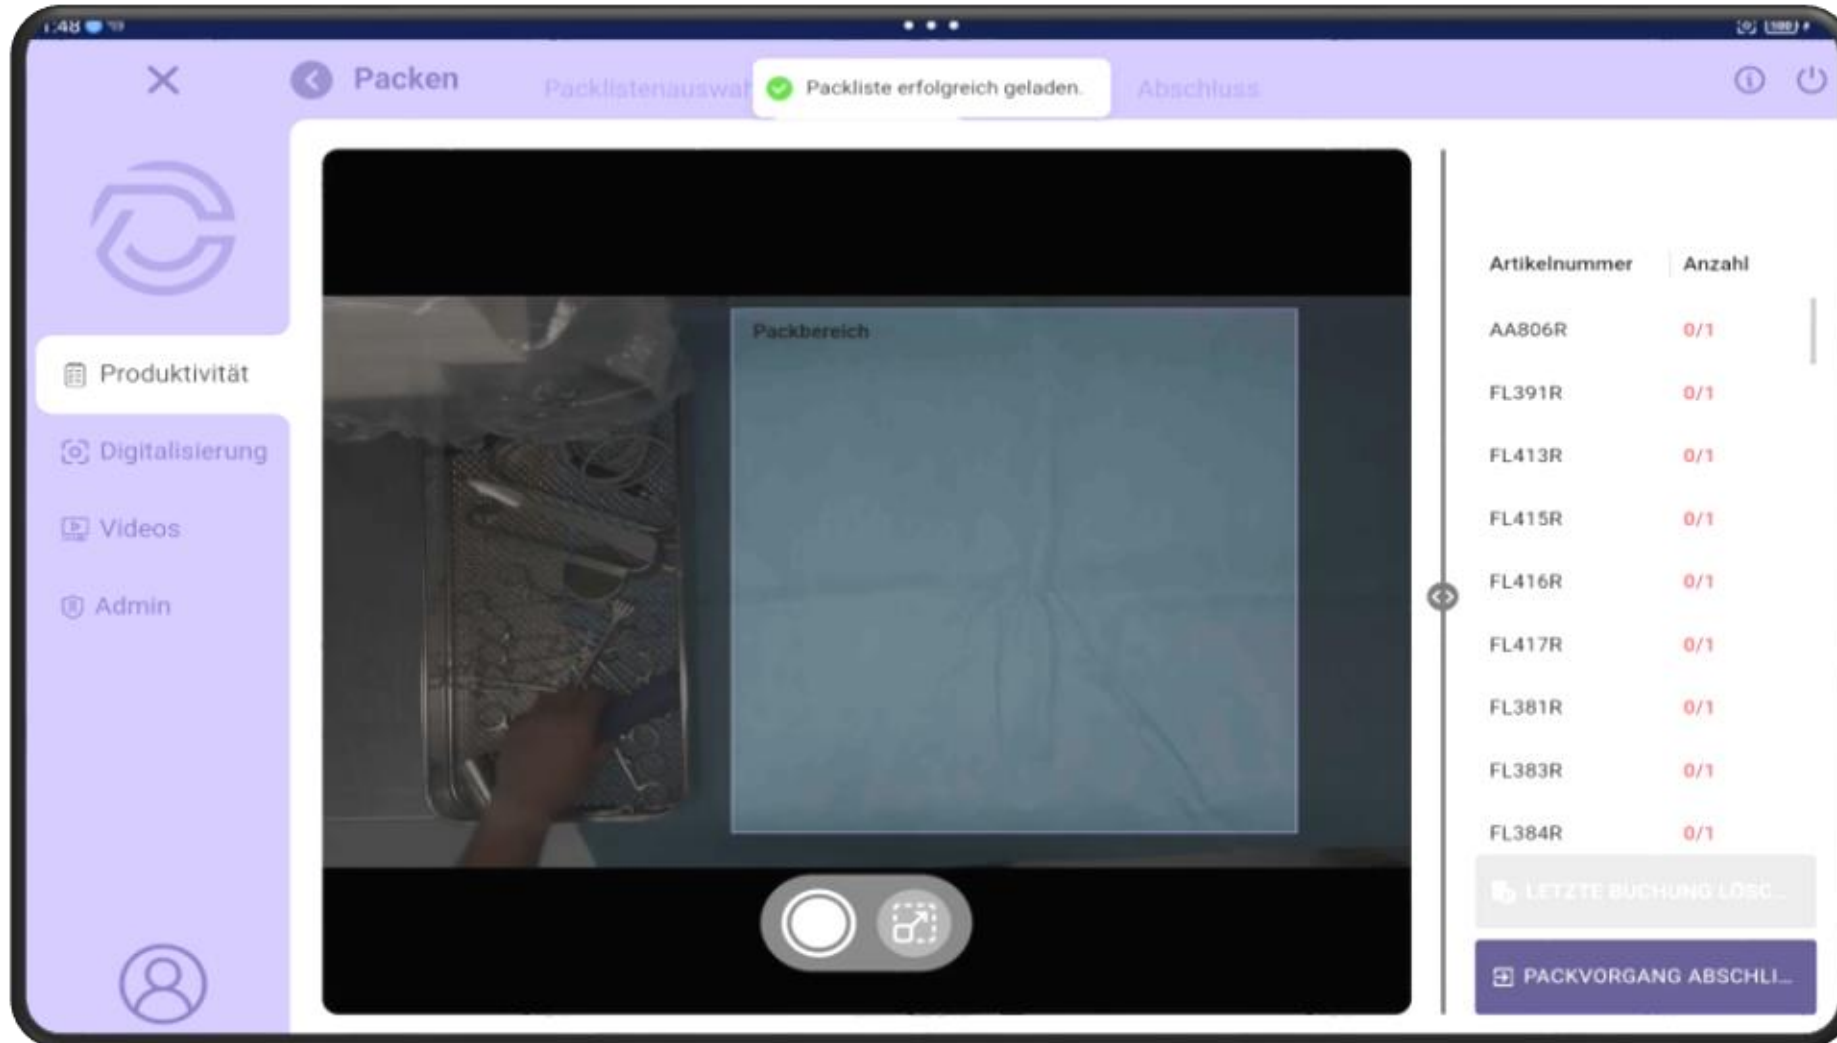 1:48
Packen
Packlistenauswah
Packliste erfolgreich geladen.
Abschluss
100
Produktivität
Digitalisierung
Videos
Admin
Packbereich
Artikelnummer Anzahl
AA806R 0/1
FL391R 0/1
FL413R 0/1
FL415R 0/1
FL416R 0/1
FL417R 0/1
FL381R 0/1
FL383R 0/1
FL384R 0/1
LETZTE BUCHUNG LÖSC...
PACKVORGANG ABSCHLI...